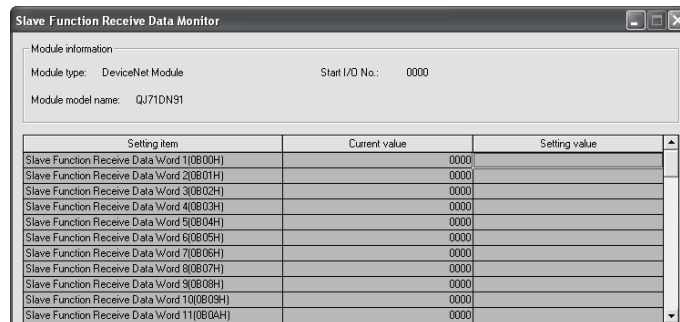 Slave Function Receive Data Monitor
Module information
Module type: DeviceNet Module Start I/O No.: 0000
Module model name: QJ71DN91
Setting item Current value Setting value
Slave Function Receive Data Word 1(0B00H) 0000
Slave Function Receive Data Word 2(0B01H) 0000
Slave Function Receive Data Word 3(0B02H) 0000
Slave Function Receive Data Word 4(0B03H) 0000
Slave Function Receive Data Word 5(0B04H) 0000
Slave Function Receive Data Word 6(0B05H) 0000
Slave Function Receive Data Word 7(0B06H) 0000
Slave Function Receive Data Word 8(0B07H) 0000
Slave Function Receive Data Word 9(0B08H) 0000
Slave Function Receive Data Word 10(0B09H) 0000
Slave Function Receive Data Word 11(0B0AH) 0000